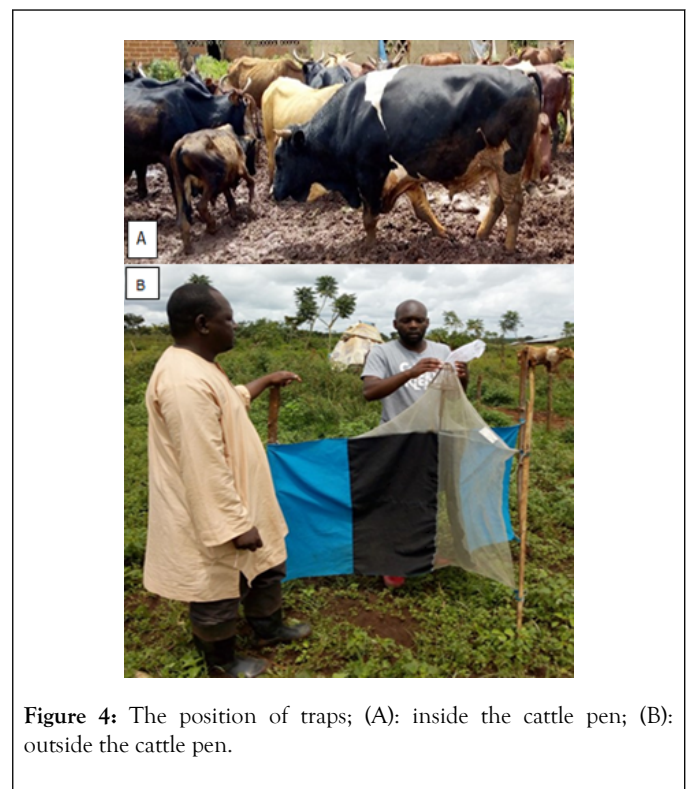 A
B
Figure 4: The position of traps; (A): inside the cattle pen; (B):
outside the cattle pen.